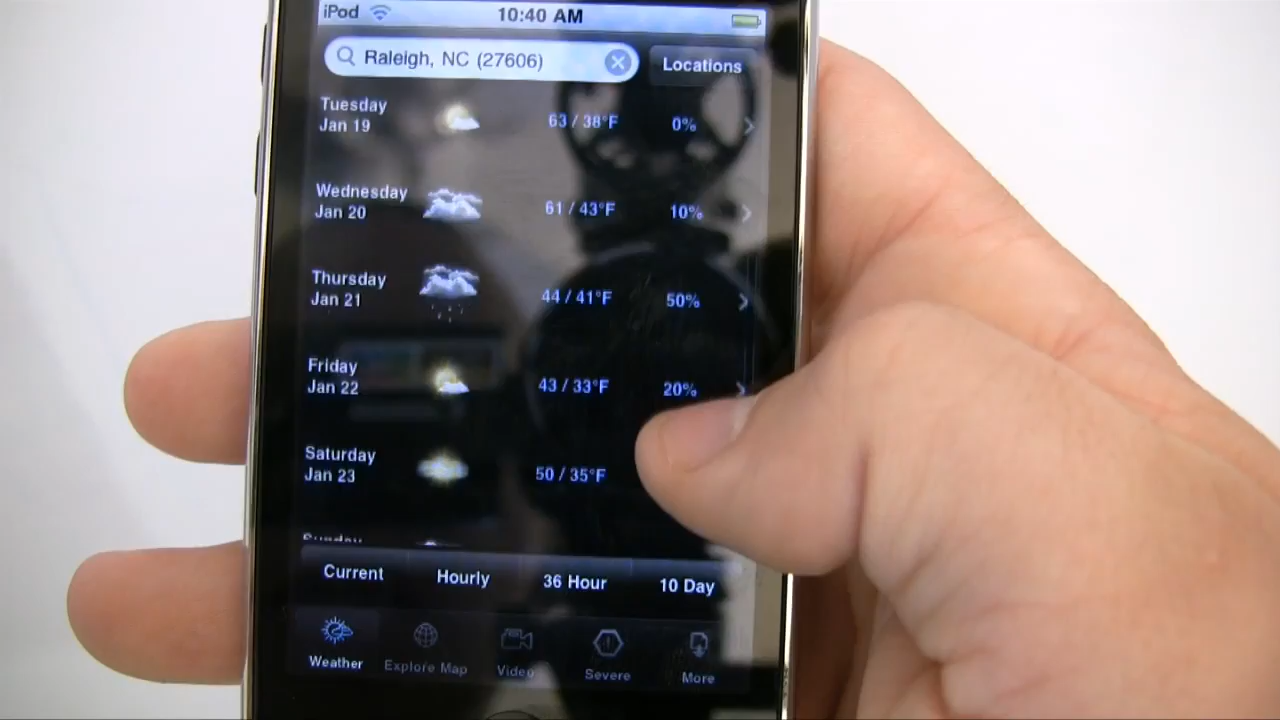 iPod 10:40 AM
Raleigh, NC (27606) Locations
Tuesday
Jan 19 63 / 38°F 0%
Wednesday
Jan 20 61 / 43°F 10%
Thursday
Jan 21 44 / 41°F 50%
Friday
Jan 22 43 / 33°F 20%
Saturday
Jan 23 50 / 35°F
Sunday
Current Hourly 36 Hour 10 Day
Weather Explore Map Video Severe More